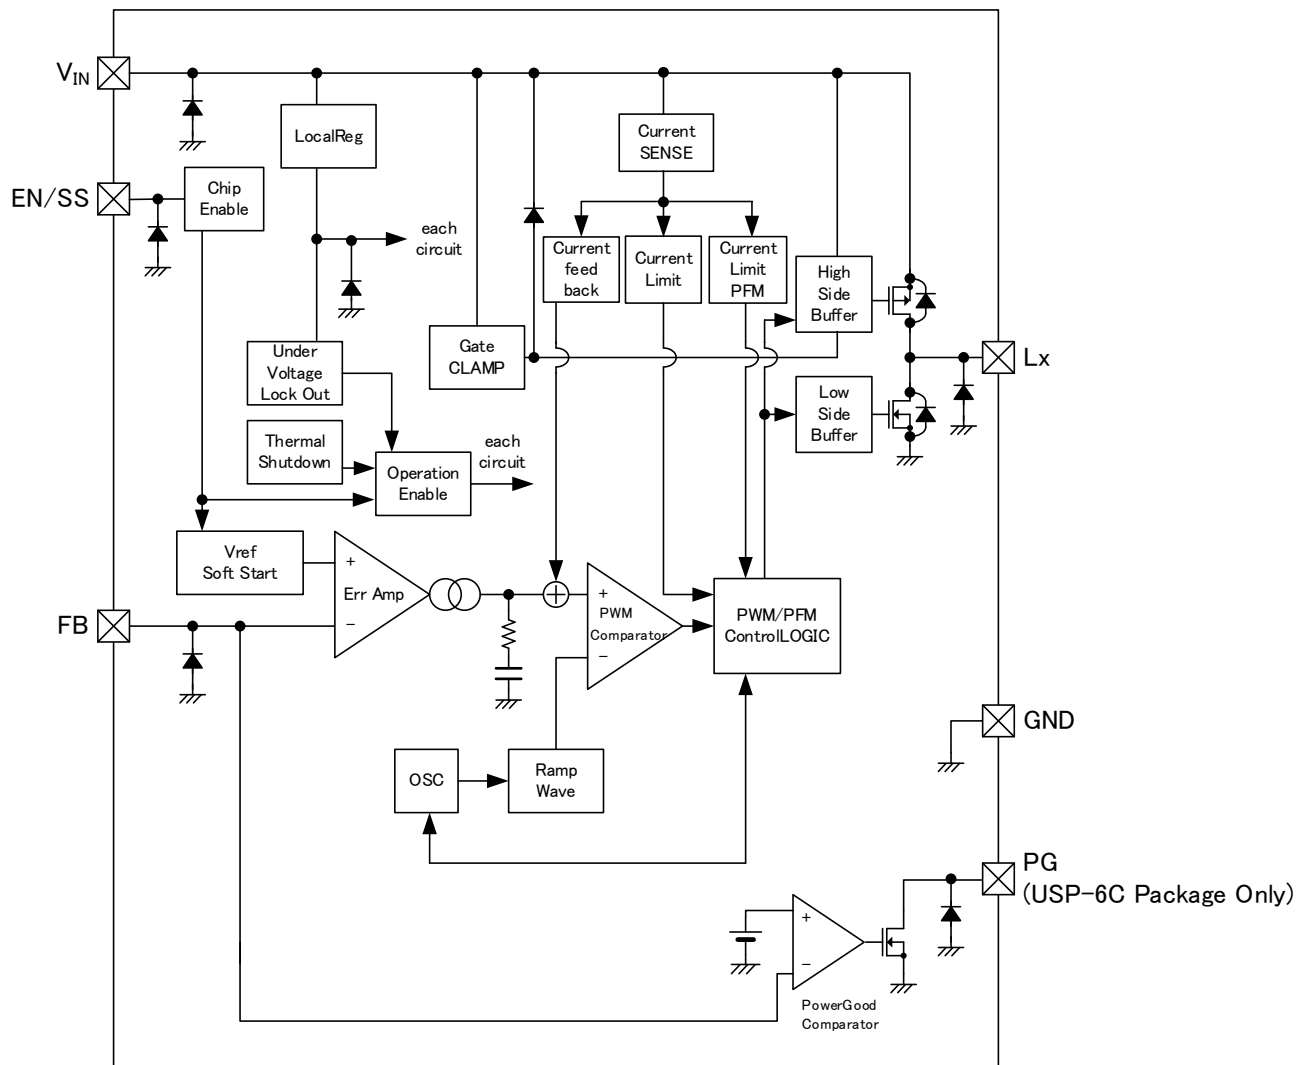 VIN
LocalReg
Current
SENSE
EN/SS
Chip
Enable
each
circuit
Current
feed
back
Current
Limit
Current
Limit
PFM
High
Side
Buffer
Under
Voltage
Lock Out
Gate
CLAMP
Lx
Low
Side
Buffer
Thermal
Shutdown
Operation
Enable
each
circuit
Vref
Soft Start
+
Err Amp
−
+
PWM
Comparator
−
PWM/PFM
ControlLOGIC
FB
GND
OSC
Ramp
Wave
PG
(USP-6C Package Only)
+
−
PowerGood
Comparator